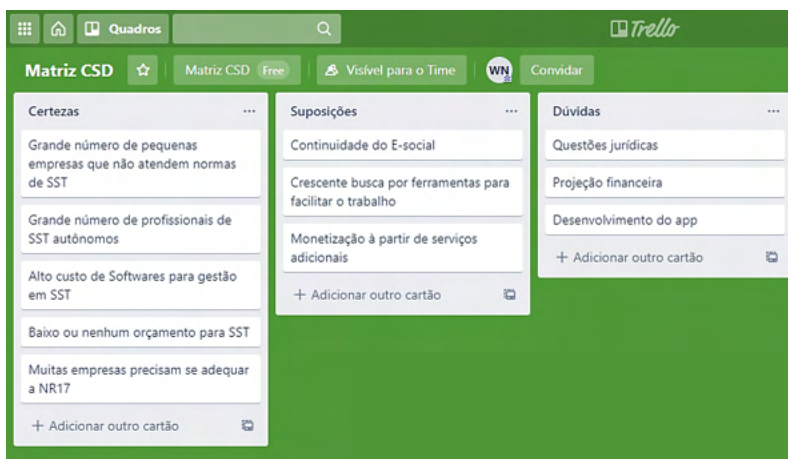 Quadros
Trello
Matriz CSD
Matriz CSD Free
Visível para o Time
WN
Convidar
Certezas
Grande número de pequenas
empresas que não atendem normas
de SST
Grande número de profissionais de
SST autônomos
Alto custo de Softwares para gestão
em SST
Baixo ou nenhum orçamento para SST
Muitas empresas precisam se adequar
a NR17
+ Adicionar outro cartão
Suposições
Continuidade do E-social
Crescente busca por ferramentas para
facilitar o trabalho
Monetização à partir de serviços
adicionais
+ Adicionar outro cartão
Dúvidas
Questões jurídicas
Projeção financeira
Desenvolvimento do app
+ Adicionar outro cartão